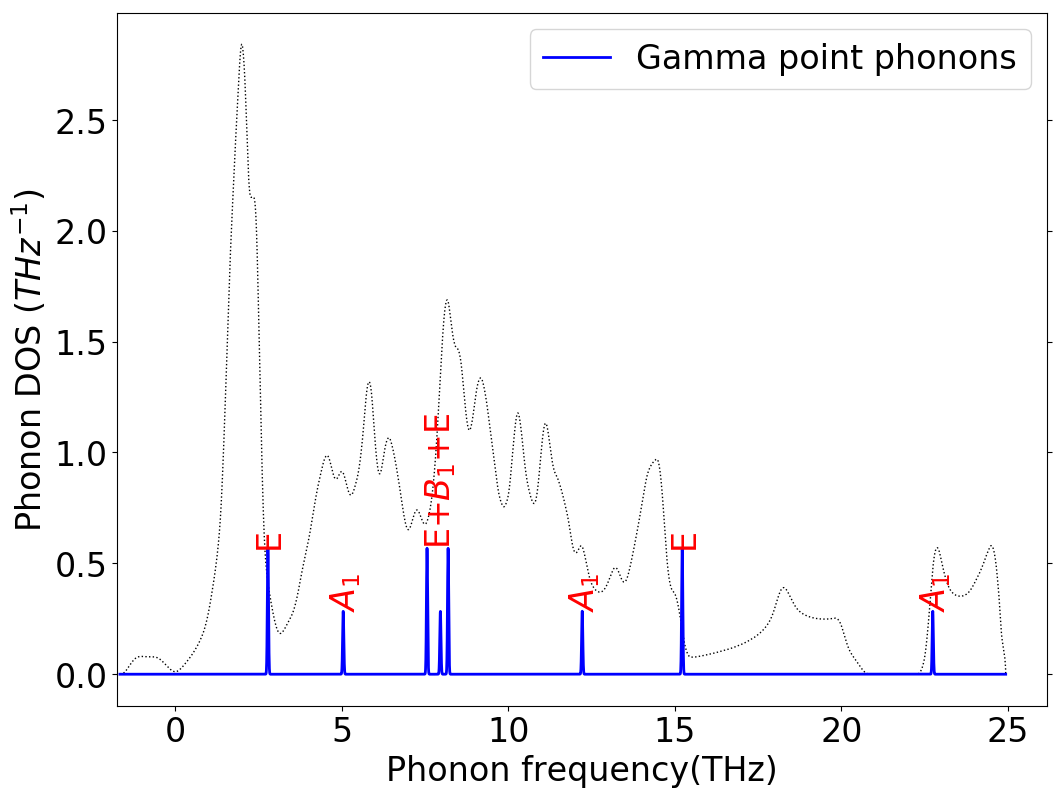 Gamma point phonons
Phonon DOS (THz⁻¹)
2.5
2.0
1.5
1.0
0.5
0.0
E
A₁
E+B₁+E
A₁
E
A₁
0
5
10
15
20
25
Phonon frequency(THz)